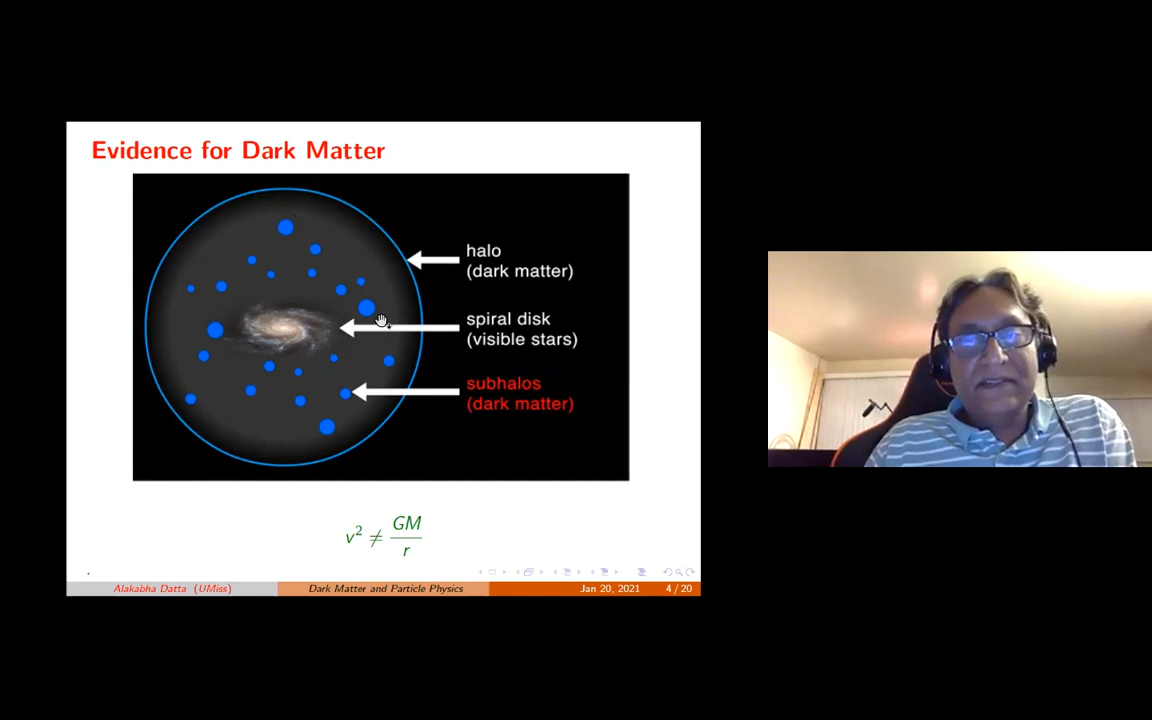 Evidence for Dark Matter
halo
(dark matter)
spiral disk
(visible stars)
subhalos
(dark matter)
v² ≠ GM/r
Alakabha Datta (UMiss) Dark Matter and Particle Physics Jan 20, 2021 4 / 20